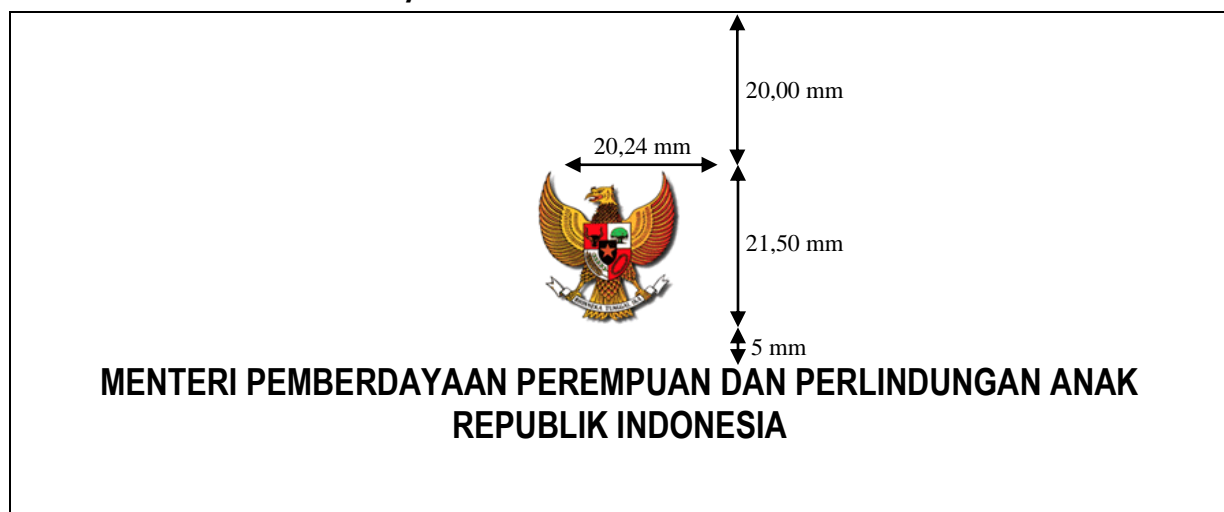 20,00 mm
20,24 mm
21,50 mm
5 mm
MENTERI PEMBERDAYAAN PEREMPUAN DAN PERLINDUNGAN ANAK
REPUBLIK INDONESIA